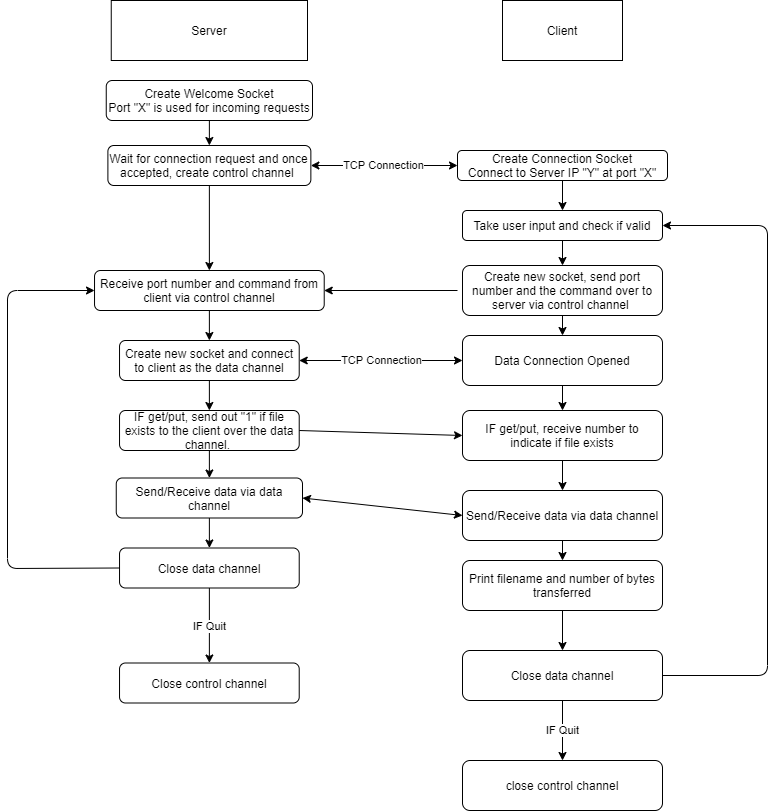 Server
Client
Create Welcome Socket
Port "X" is used for incoming requests
Wait for connection request and once
accepted, create control channel
TCP Connection
Create Connection Socket
Connect to Server IP "Y" at port "X"
Take user input and check if valid
Receive port number and command from
client via control channel
Create new socket, send port
number and the command over to
server via control channel
Create new socket and connect
to client as the data channel
TCP Connection
Data Connection Opened
IF get/put, send out "1" if file
exists to the client over the data
channel.
IF get/put, receive number to
indicate if file exists
Send/Receive data via data
channel
Send/Receive data via data channel
Close data channel
Print filename and number of bytes
transferred
IF Quit
Close control channel
Close data channel
IF Quit
close control channel